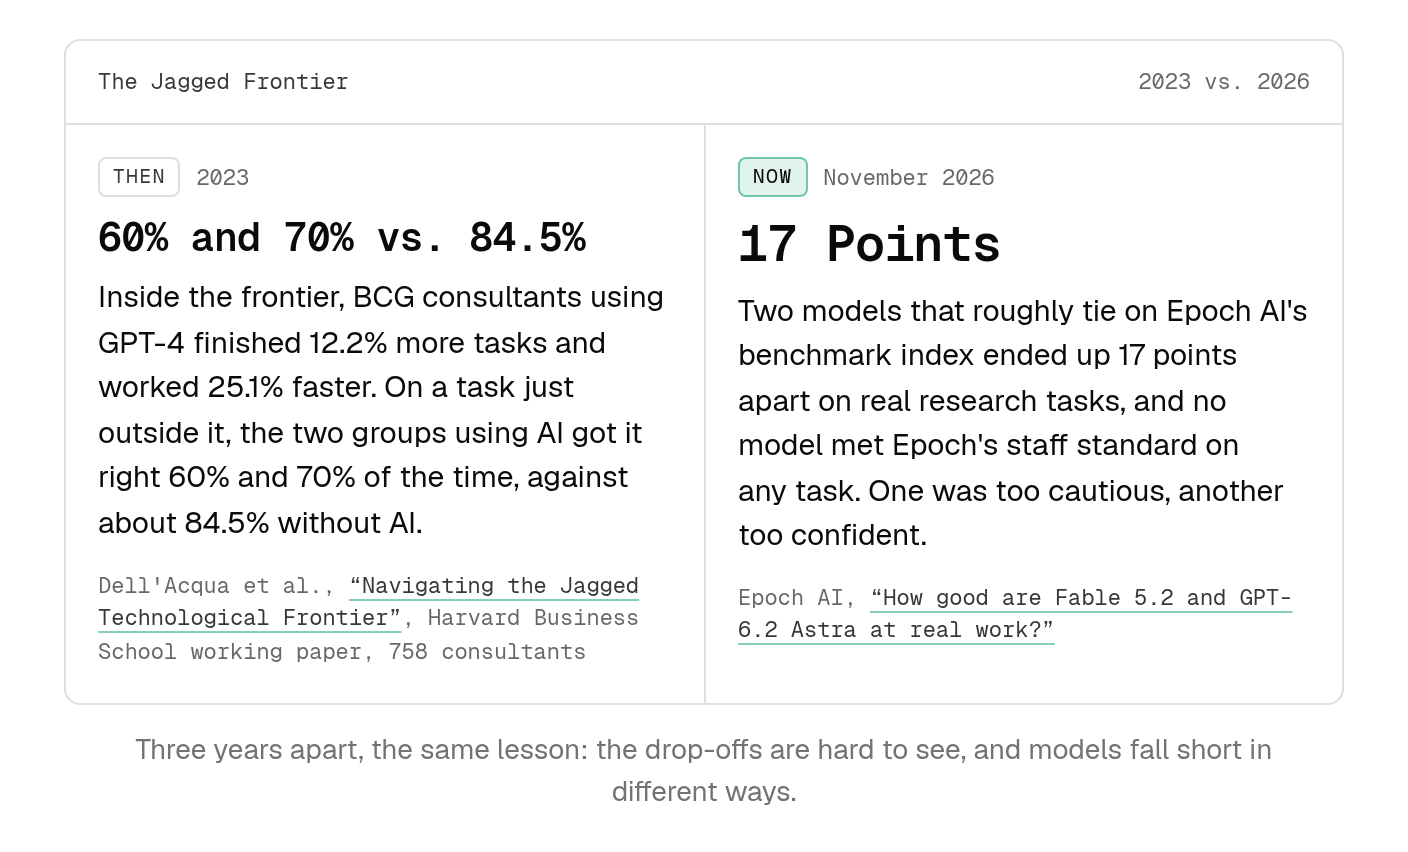 The Jagged Frontier
2023 vs. 2026
THEN 2023
60% and 70% vs. 84.5%
Inside the frontier, BCG consultants using
GPT-4 finished 12.2% more tasks and
worked 25.1% faster. On a task just
outside it, the two groups using AI got it
right 60% and 70% of the time, against
about 84.5% without AI.
Dell'Acqua et al., “Navigating the Jagged
Technological Frontier”, Harvard Business
School working paper, 758 consultants
NOW November 2026
17 Points
Two models that roughly tie on Epoch AI's
benchmark index ended up 17 points
apart on real research tasks, and no
model met Epoch's staff standard on
any task. One was too cautious, another
too confident.
Epoch AI, “How good are Fable 5.2 and GPT-
6.2 Astra at real work?”
Three years apart, the same lesson: the drop-offs are hard to see, and models fall short in
different ways.